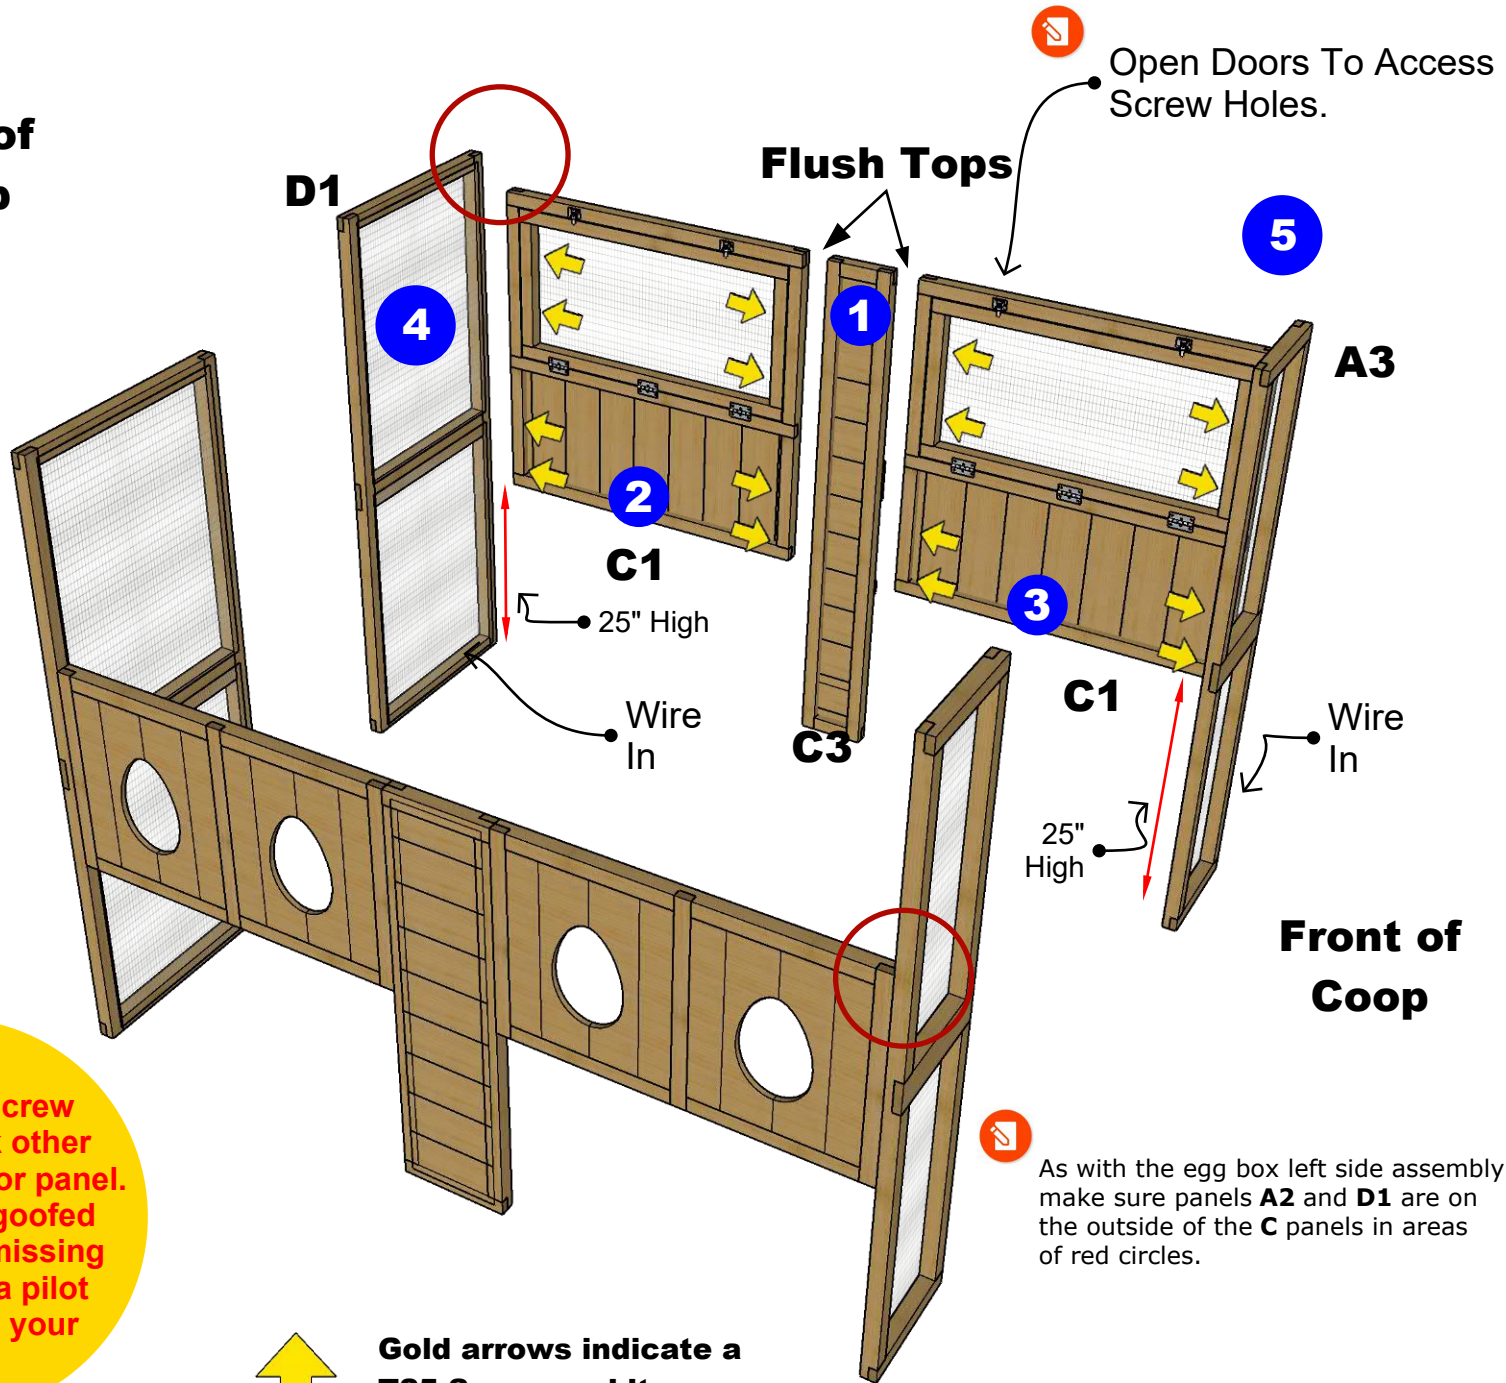 Open Doors To Access
Screw Holes.
of
Flush Tops
D1
5
1
4
A3
2
C1
3
25" High
C1
Wire
In
C3
Wire
In
25"
High
Front of
Coop
crew
other
or panel.
goofed
missing
a pilot
your
As with the egg box left side assembly
make sure panels A2 and D1 are on
the outside of the C panels in areas
of red circles.
Gold arrows indicate a